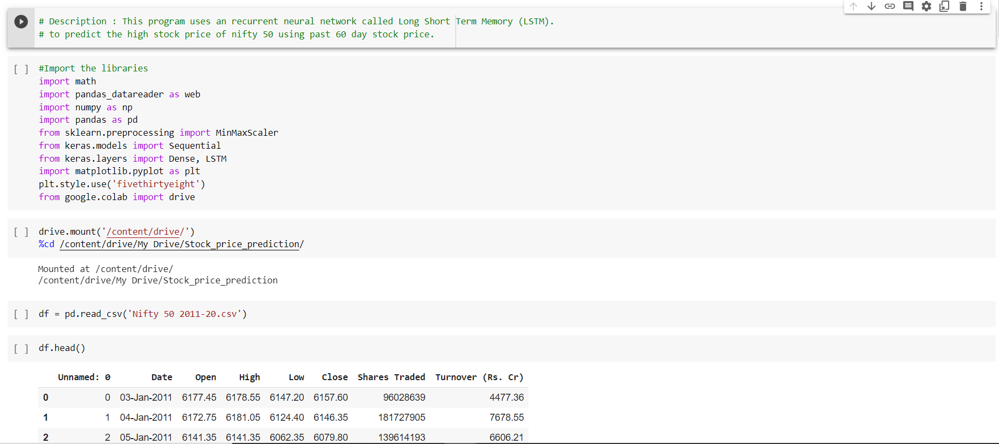 # Description : This program uses an recurrent neural network called Long Short Term Memory (LSTM).
# to predict the high stock price of nifty 50 using past 60 day stock price.
[ ] #Import the libraries
import math
import pandas_datareader as web
import numpy as np
import pandas as pd
from sklearn.preprocessing import MinMaxScaler
from keras.models import Sequential
from keras.layers import Dense, LSTM
import matplotlib.pyplot as plt
plt.style.use('fivethirtyeight')
from google.colab import drive
[ ] drive.mount('/content/drive/')
%cd /content/drive/My Drive/Stock_price_prediction/
Mounted at /content/drive/
/content/drive/My Drive/Stock_price_prediction
[ ] df = pd.read_csv('Nifty 50 2011-20.csv')
[ ] df.head()
Unnamed: 0 Date Open High Low Close Shares Traded Turnover (Rs. Cr)
0 0 03-Jan-2011 6177.45 6178.55 6147.20 6157.60 96028639 4477.36
1 1 04-Jan-2011 6172.75 6181.05 6124.40 6146.35 181727905 7678.55
2 2 05-Jan-2011 6141.35 6141.35 6062.35 6079.80 139614193 6606.21